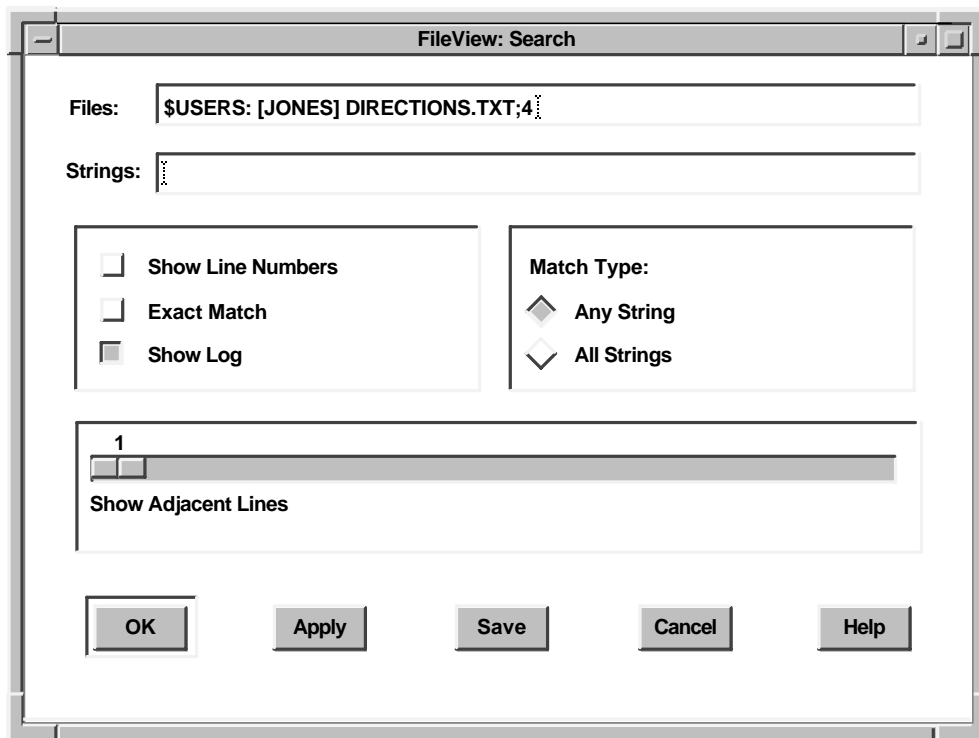 FileView: Search
Files: $USERS: [JONES] DIRECTIONS.TXT;4
Strings:
Show Line Numbers
Exact Match
Show Log
Match Type:
Any String
All Strings
1
Show Adjacent Lines
OK Apply Save Cancel Help